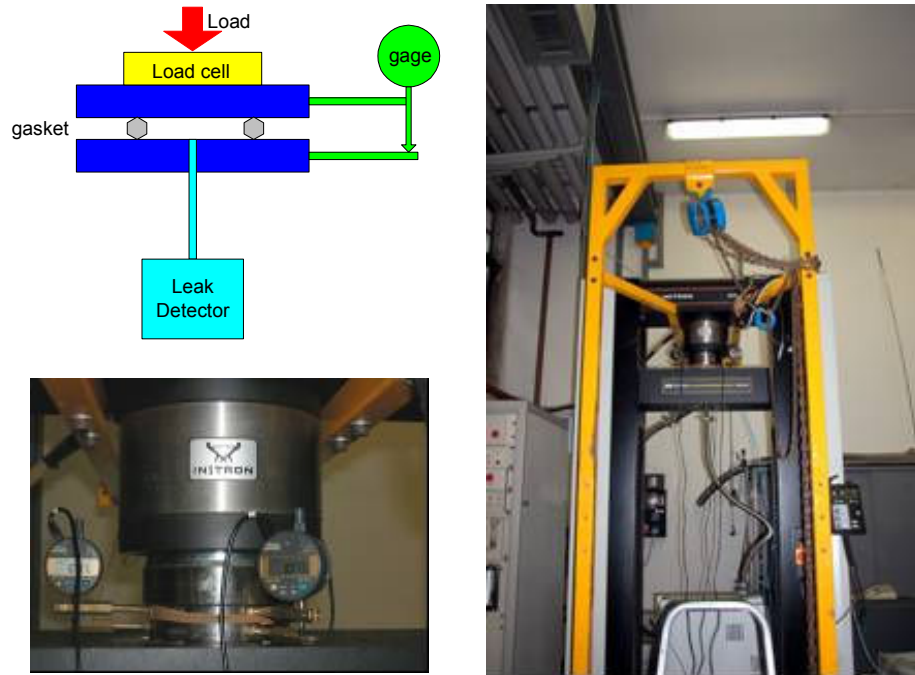 Load
Load cell
gage
gasket
Leak
Detector
INSTRON